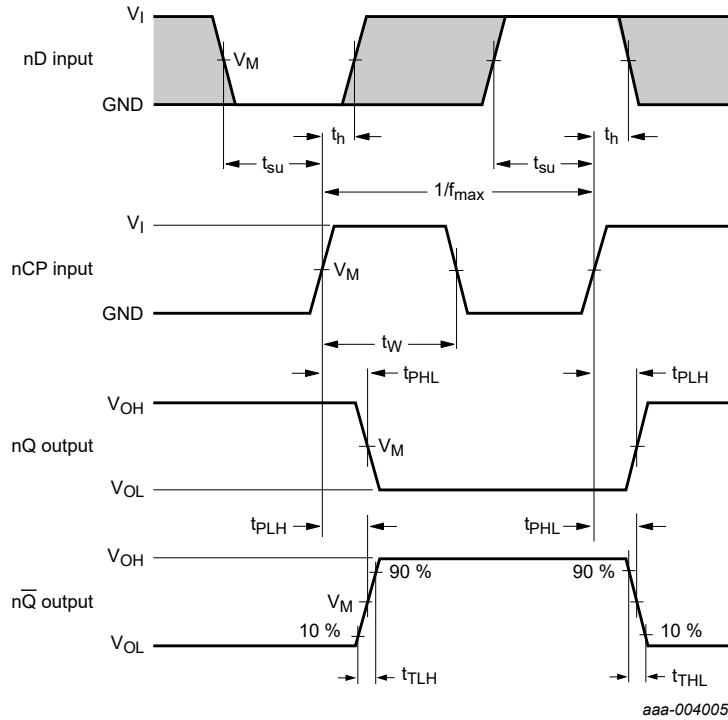 V_I
nD input
V_M
GND
t_h
t_h
t_su
t_su
1/f_max
V_I
nCP input
V_M
GND
t_W
t_PHL
t_PLH
V_OH
nQ output
V_M
V_OL
t_PLH
t_PHL
V_OH
90 %
90 %
nQ̅ output
V_M
10 %
10 %
V_OL
t_TLH
t_THL
aaa-004005